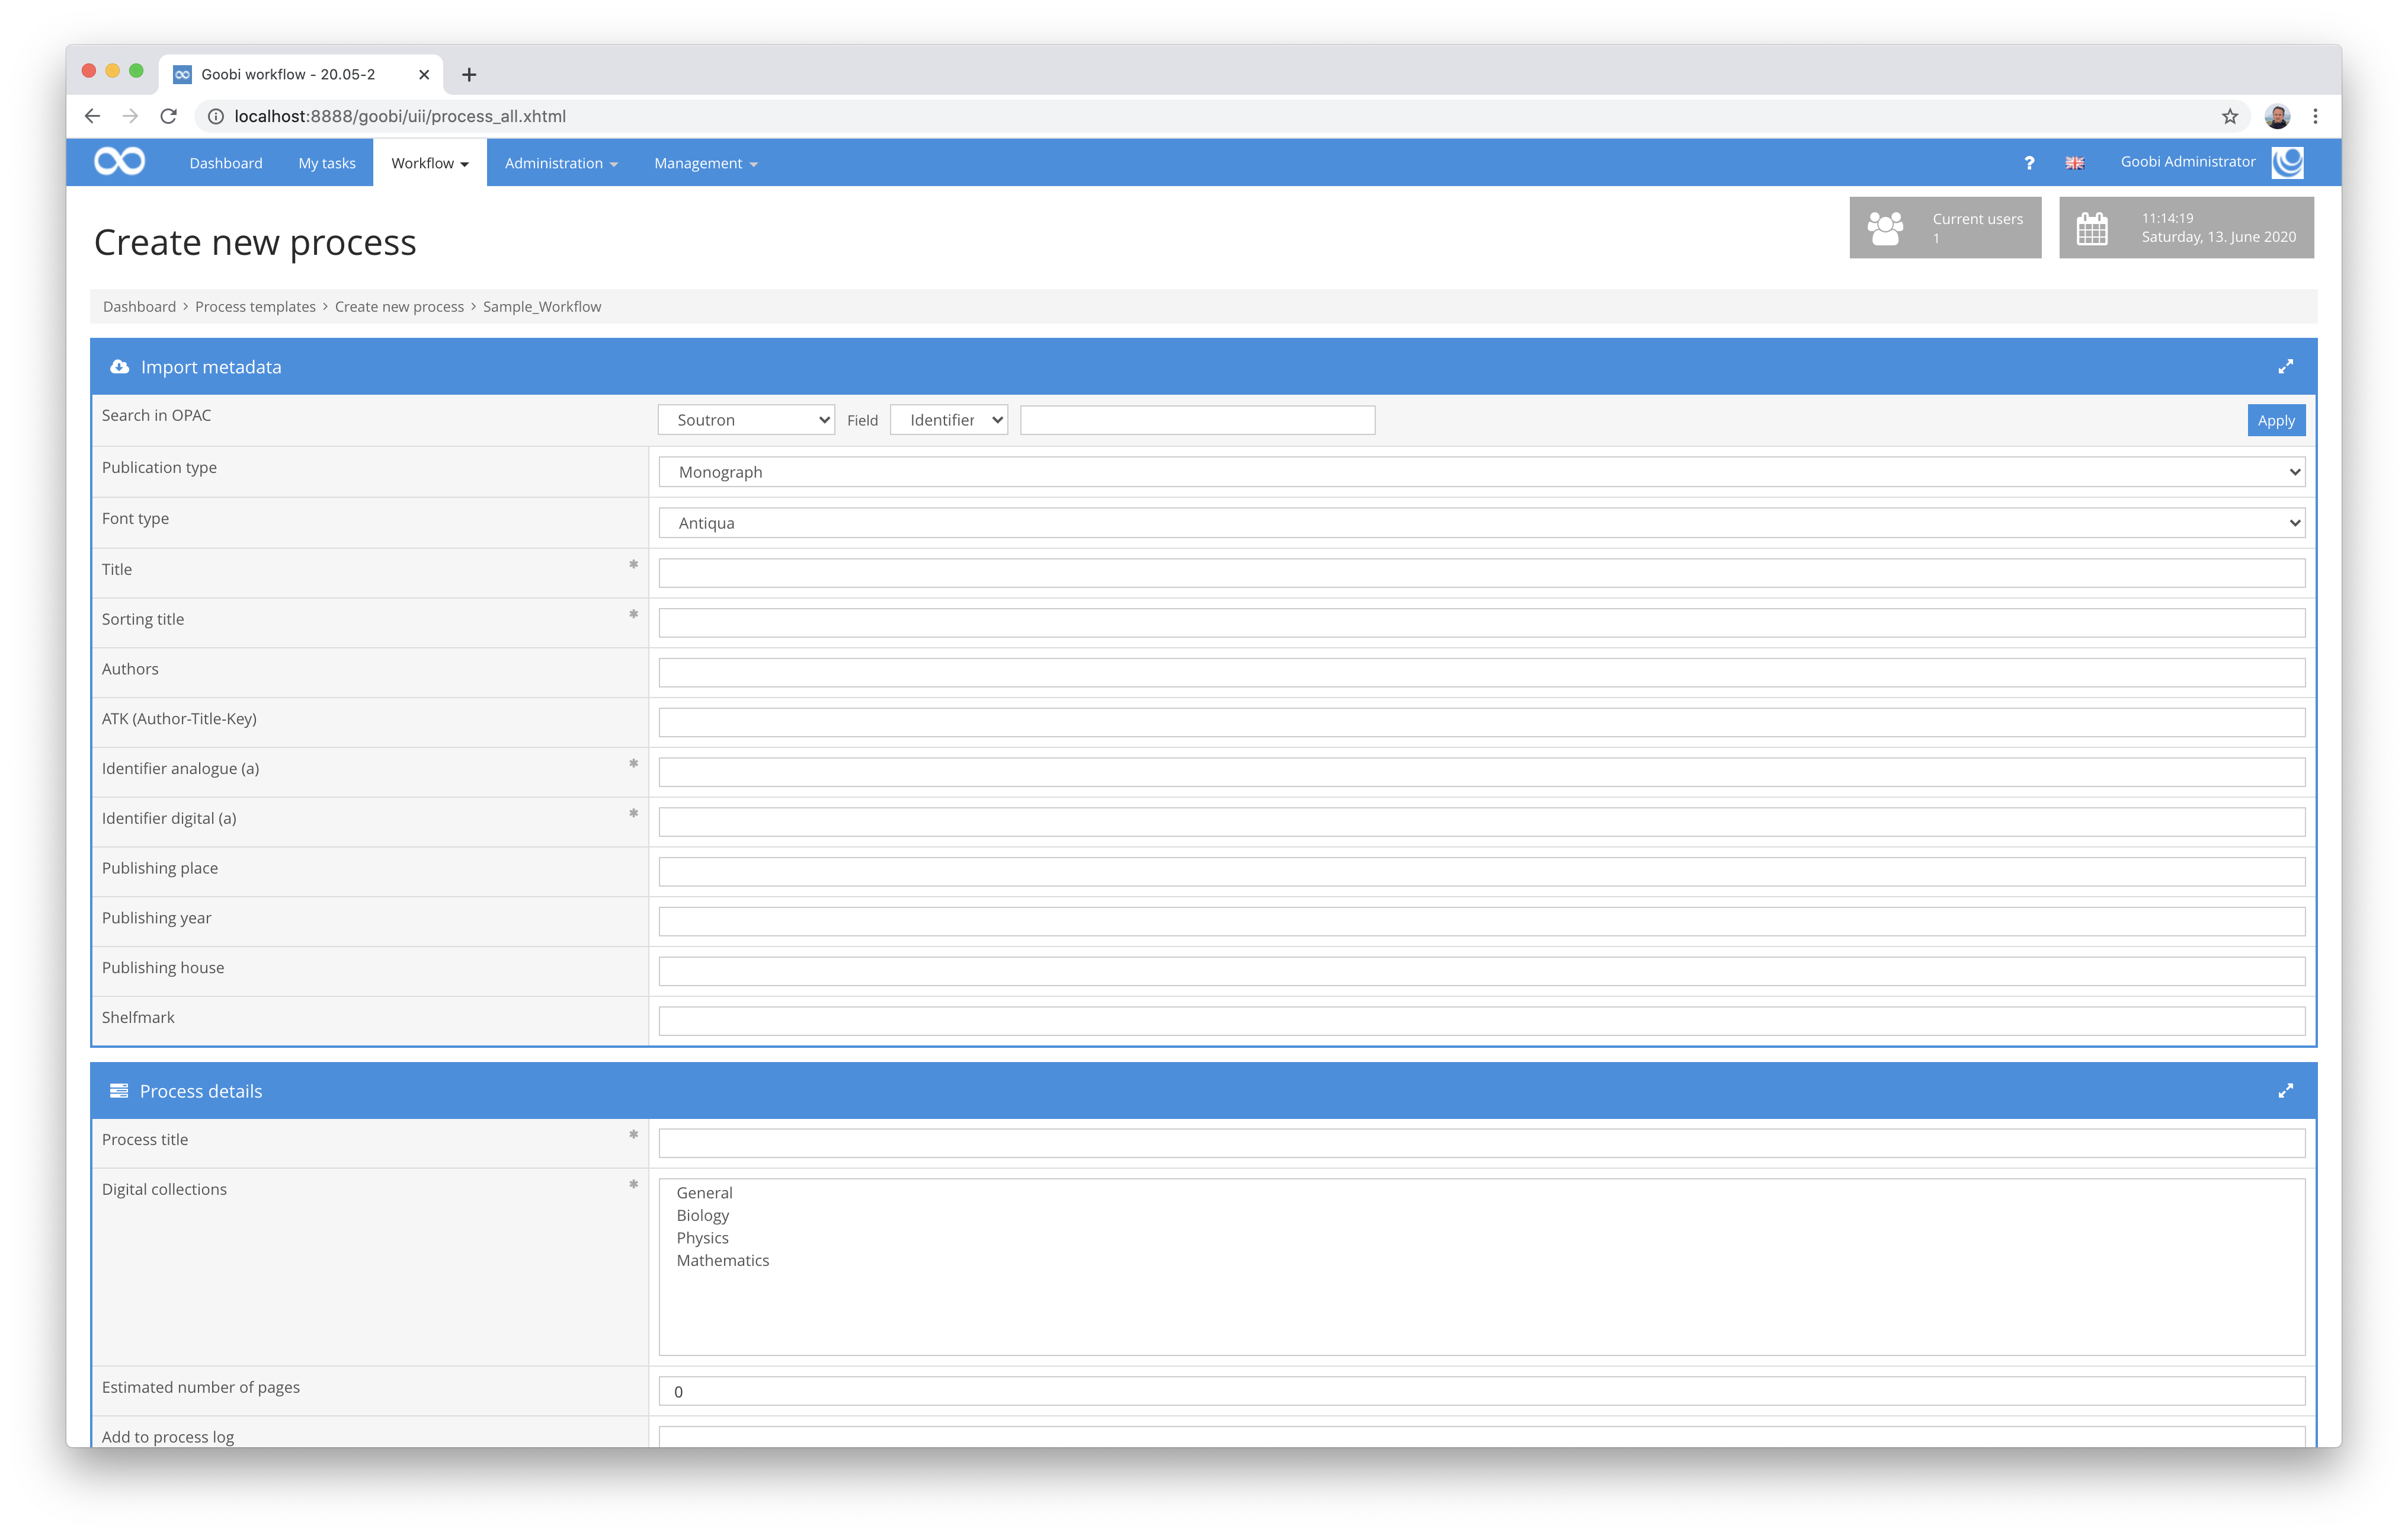 Goobi workflow - 20.05-2
localhost:8888/goobi/uii/process_all.xhtml
Dashboard My tasks Workflow Administration Management ? Goobi Administrator
Create new process
Current users
1
11:14:19
Saturday, 13. June 2020
Dashboard > Process templates > Create new process > Sample_Workflow
Import metadata
Search in OPAC Soutron Field Identifier Apply
Publication type Monograph
Font type Antiqua
Title *
Sorting title *
Authors
ATK (Author-Title-Key)
Identifier analogue (a) *
Identifier digital (a) *
Publishing place
Publishing year
Publishing house
Shelfmark
Process details
Process title *
Digital collections *
General
Biology
Physics
Mathematics
Estimated number of pages 0
Add to process log